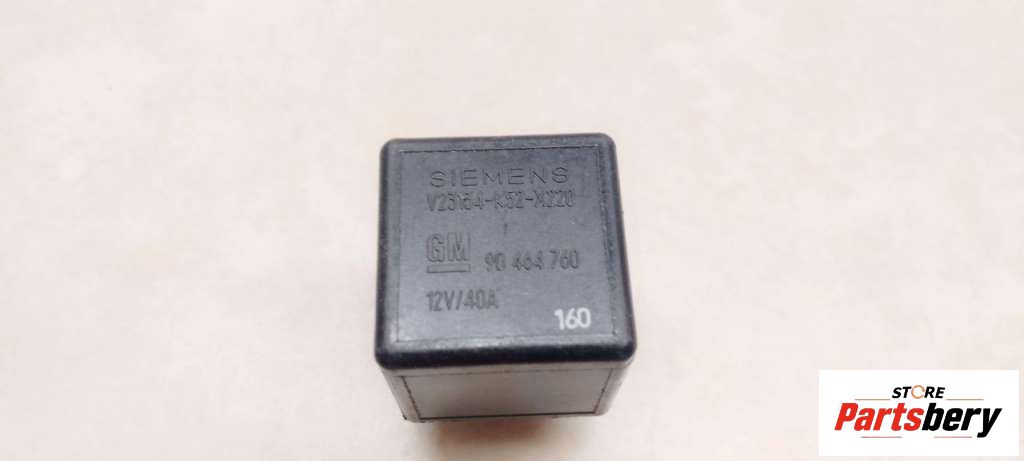 SIEMENS
V23134-K52-X220
GM 90 464 760
12V/40A
160
STORE
Partsbery